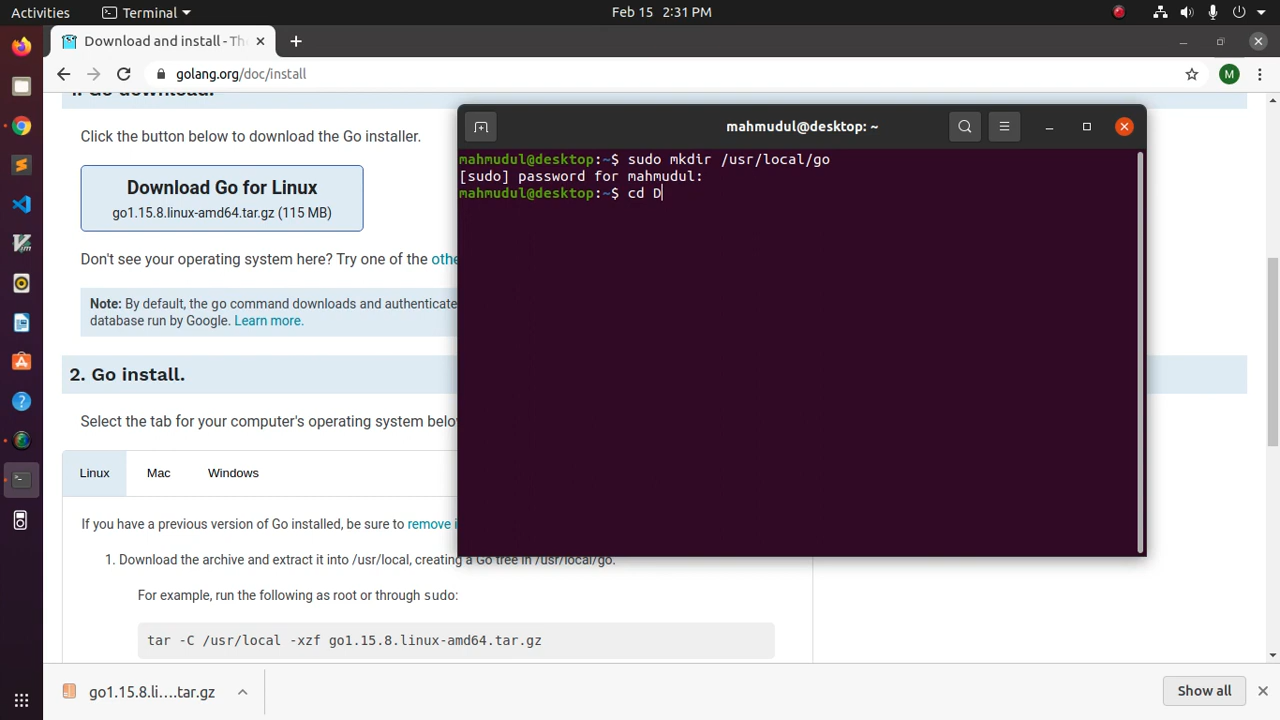 Activities
Terminal
Feb 15 2:31 PM
Download and install - Th
golang.org/doc/install
M
1. Go download.
Click the button below to download the Go installer.
Download Go for Linux
go1.15.8.linux-amd64.tar.gz (115 MB)
Don't see your operating system here? Try one of the othe
Note: By default, the go command downloads and authenticate
database run by Google. Learn more.
2. Go install.
Select the tab for your computer's operating system belo
Linux
Mac
Windows
If you have a previous version of Go installed, be sure to remove i
1. Download the archive and extract it into /usr/local, creating a Go tree in /usr/local/go.
For example, run the following as root or through sudo:
tar -C /usr/local -xzf go1.15.8.linux-amd64.tar.gz
mahmudul@desktop: ~
mahmudul@desktop:~$ sudo mkdir /usr/local/go
[sudo] password for mahmudul:
mahmudul@desktop:~$ cd D
go1.15.8.li....tar.gz
Show all